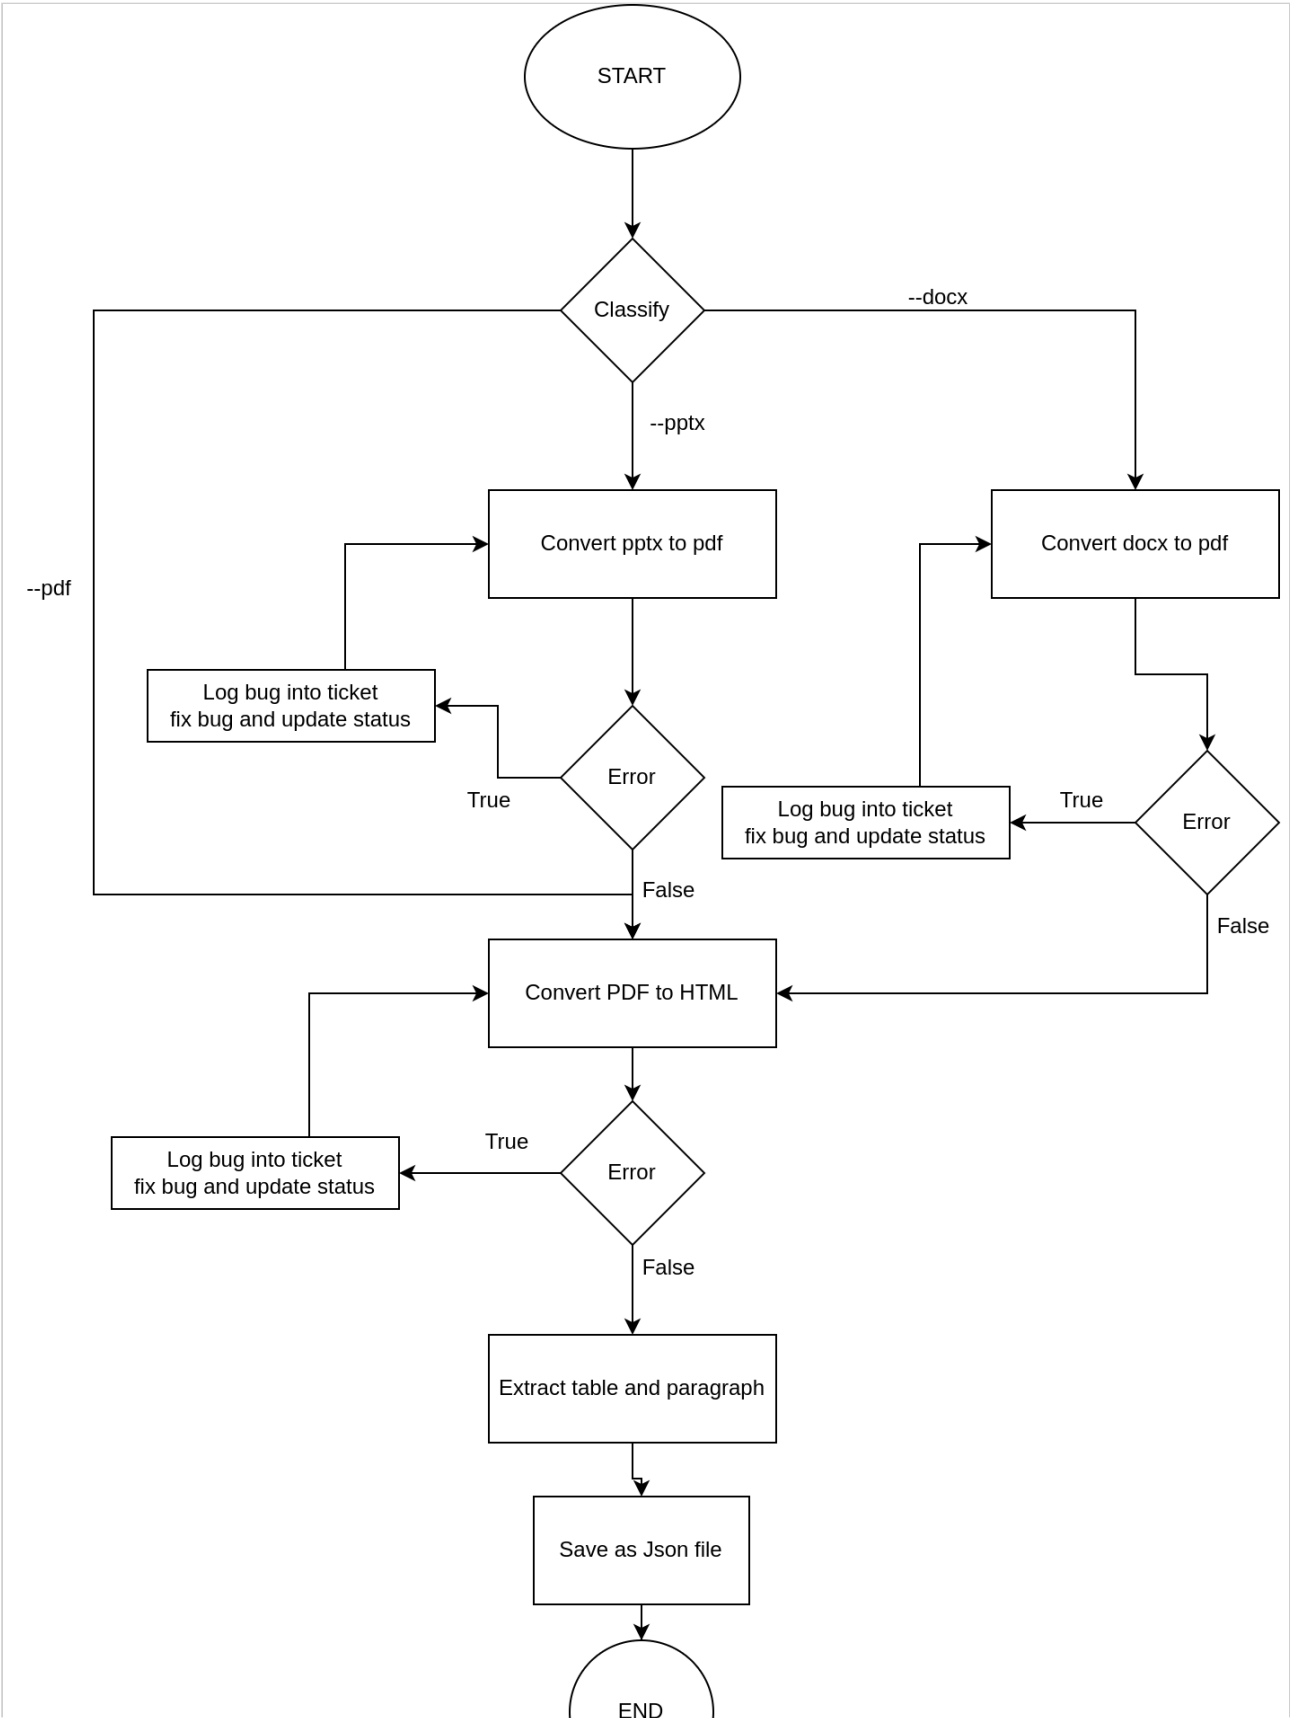 START
Classify
--docx
--pptx
Convert pptx to pdf
Convert docx to pdf
--pdf
Log bug into ticket
fix bug and update status
Error
True
Log bug into ticket
fix bug and update status
True
Error
False
False
Convert PDF to HTML
True
Log bug into ticket
fix bug and update status
Error
False
Extract table and paragraph
Save as Json file
END